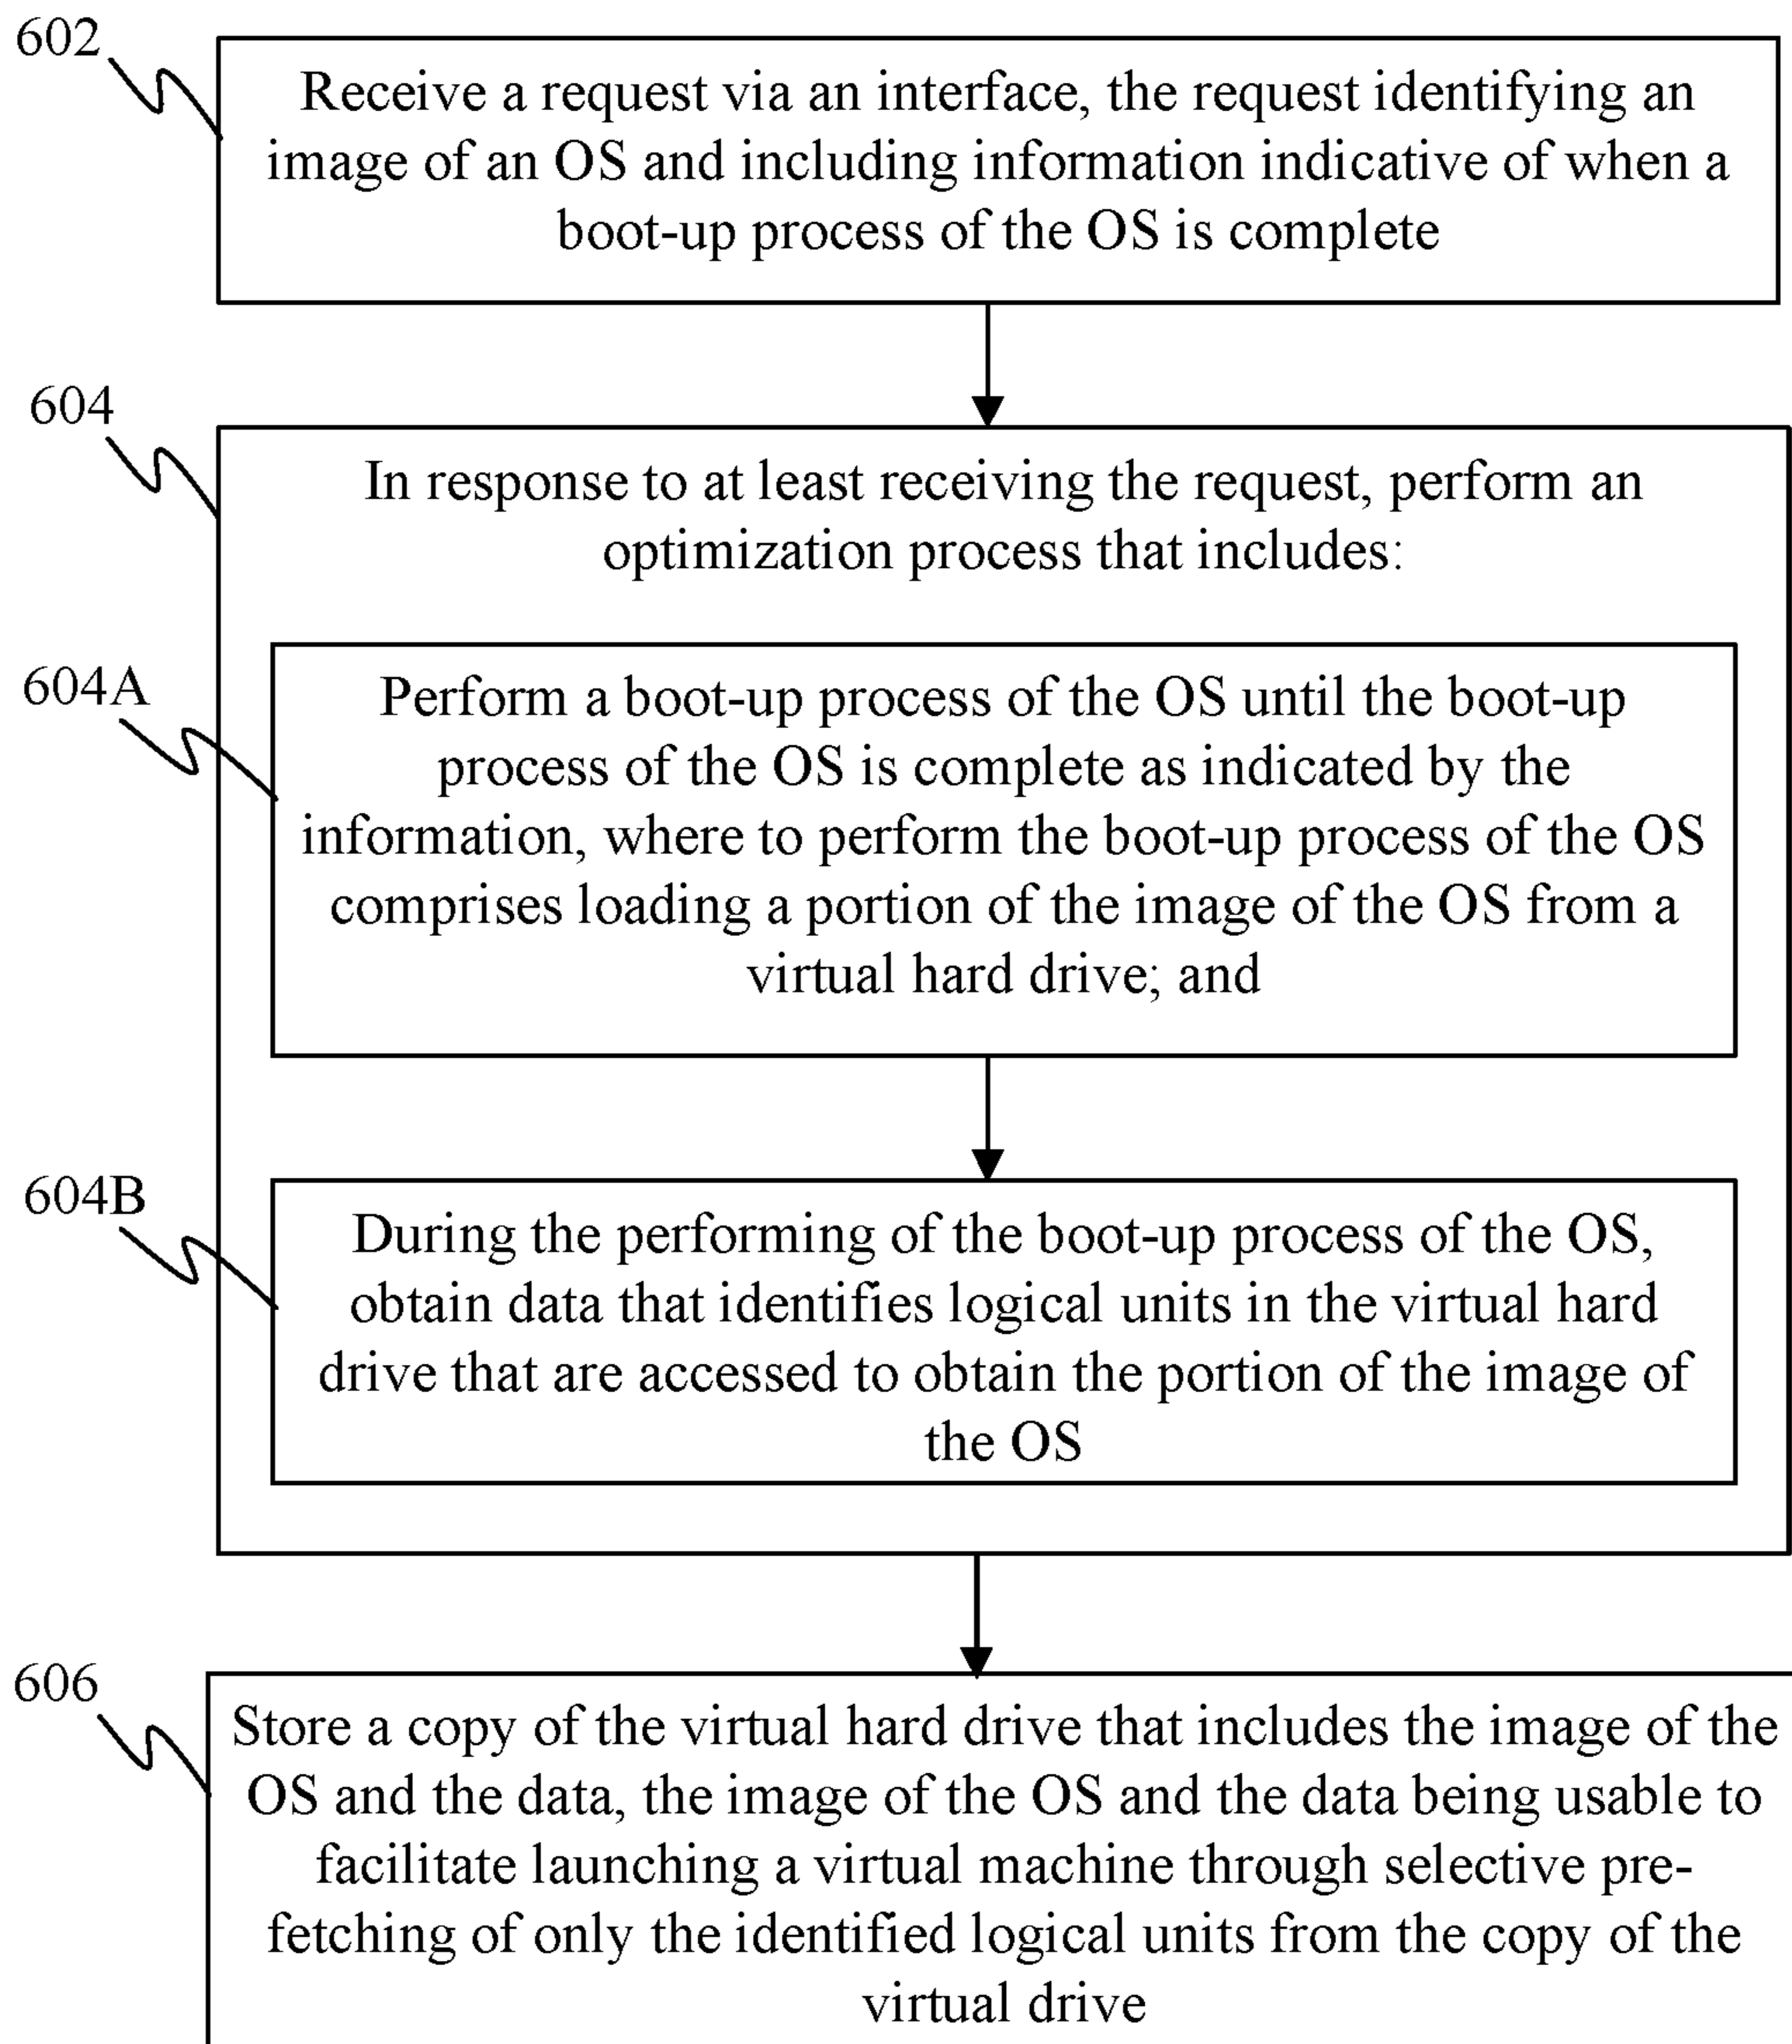 602
Receive a request via an interface, the request identifying an
image of an OS and including information indicative of when a
boot-up process of the OS is complete
604
In response to at least receiving the request, perform an
optimization process that includes:
604A
Perform a boot-up process of the OS until the boot-up
process of the OS is complete as indicated by the
information, where to perform the boot-up process of the OS
comprises loading a portion of the image of the OS from a
virtual hard drive; and
604B
During the performing of the boot-up process of the OS,
obtain data that identifies logical units in the virtual hard
drive that are accessed to obtain the portion of the image of
the OS
606
Store a copy of the virtual hard drive that includes the image of the
OS and the data, the image of the OS and the data being usable to
facilitate launching a virtual machine through selective pre-
fetching of only the identified logical units from the copy of the
virtual drive